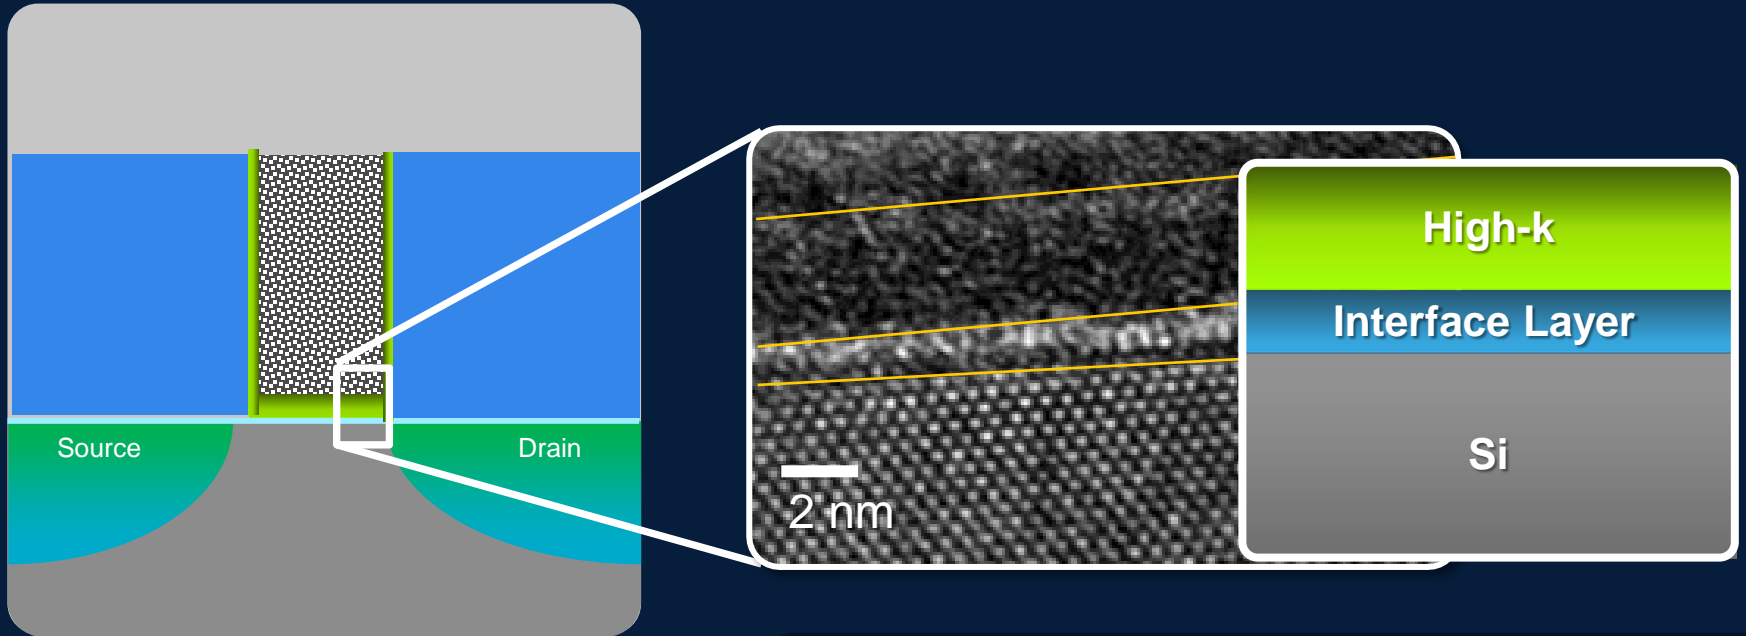 Source
Drain
2 nm
High-k
Interface Layer
Si